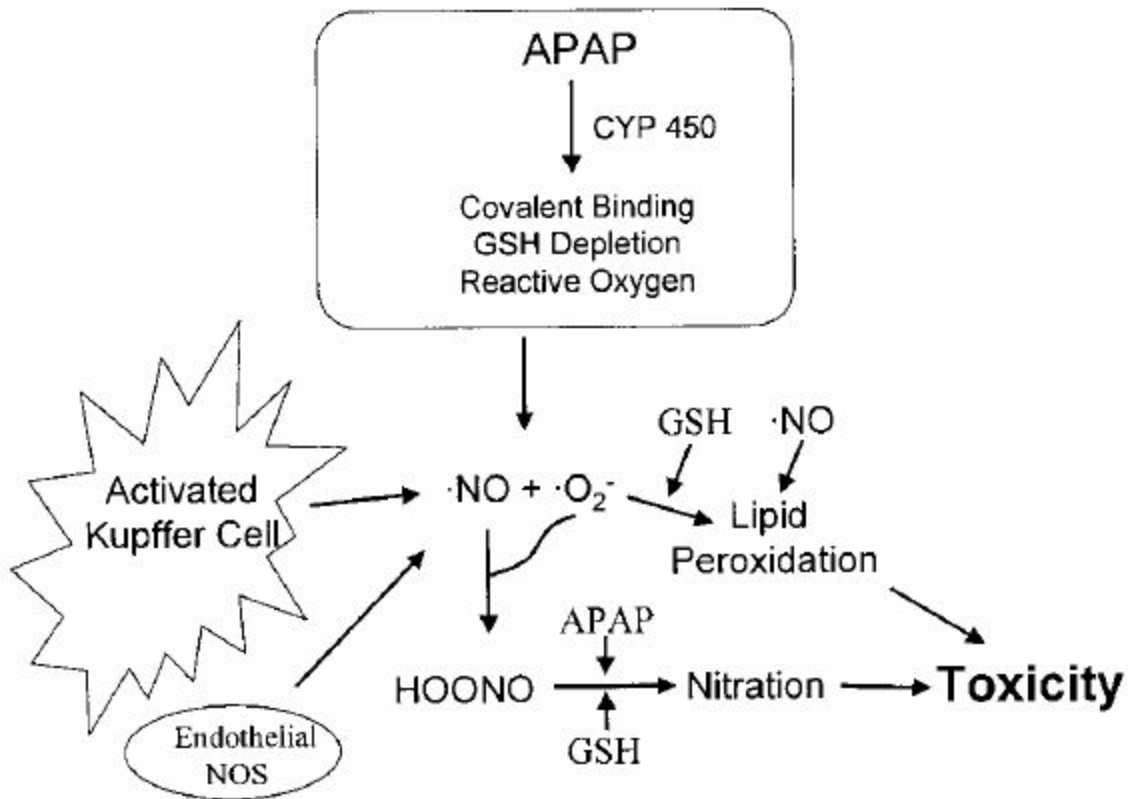 APAP
CYP 450
Covalent Binding
GSH Depletion
Reactive Oxygen
GSH ·NO
Activated
Kupffer Cell
·NO + ·O₂⁻
Lipid
Peroxidation
APAP
HOONO
Nitration
Toxicity
GSH
Endothelial
NOS